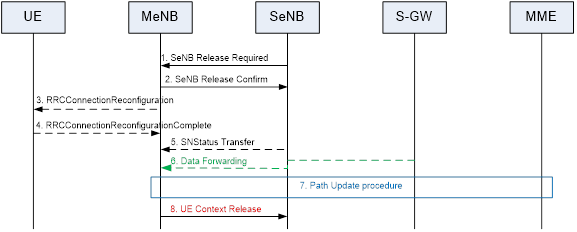 UE MeNB SeNB S-GW MME
1. SeNB Release Required
2. SeNB Release Confirm
3. RRCConnectionReconfiguration
4. RRCConnectionReconfigurationComplete
5. SNStatus Transfer
6. Data Forwarding
7. Path Update procedure
8. UE Context Release